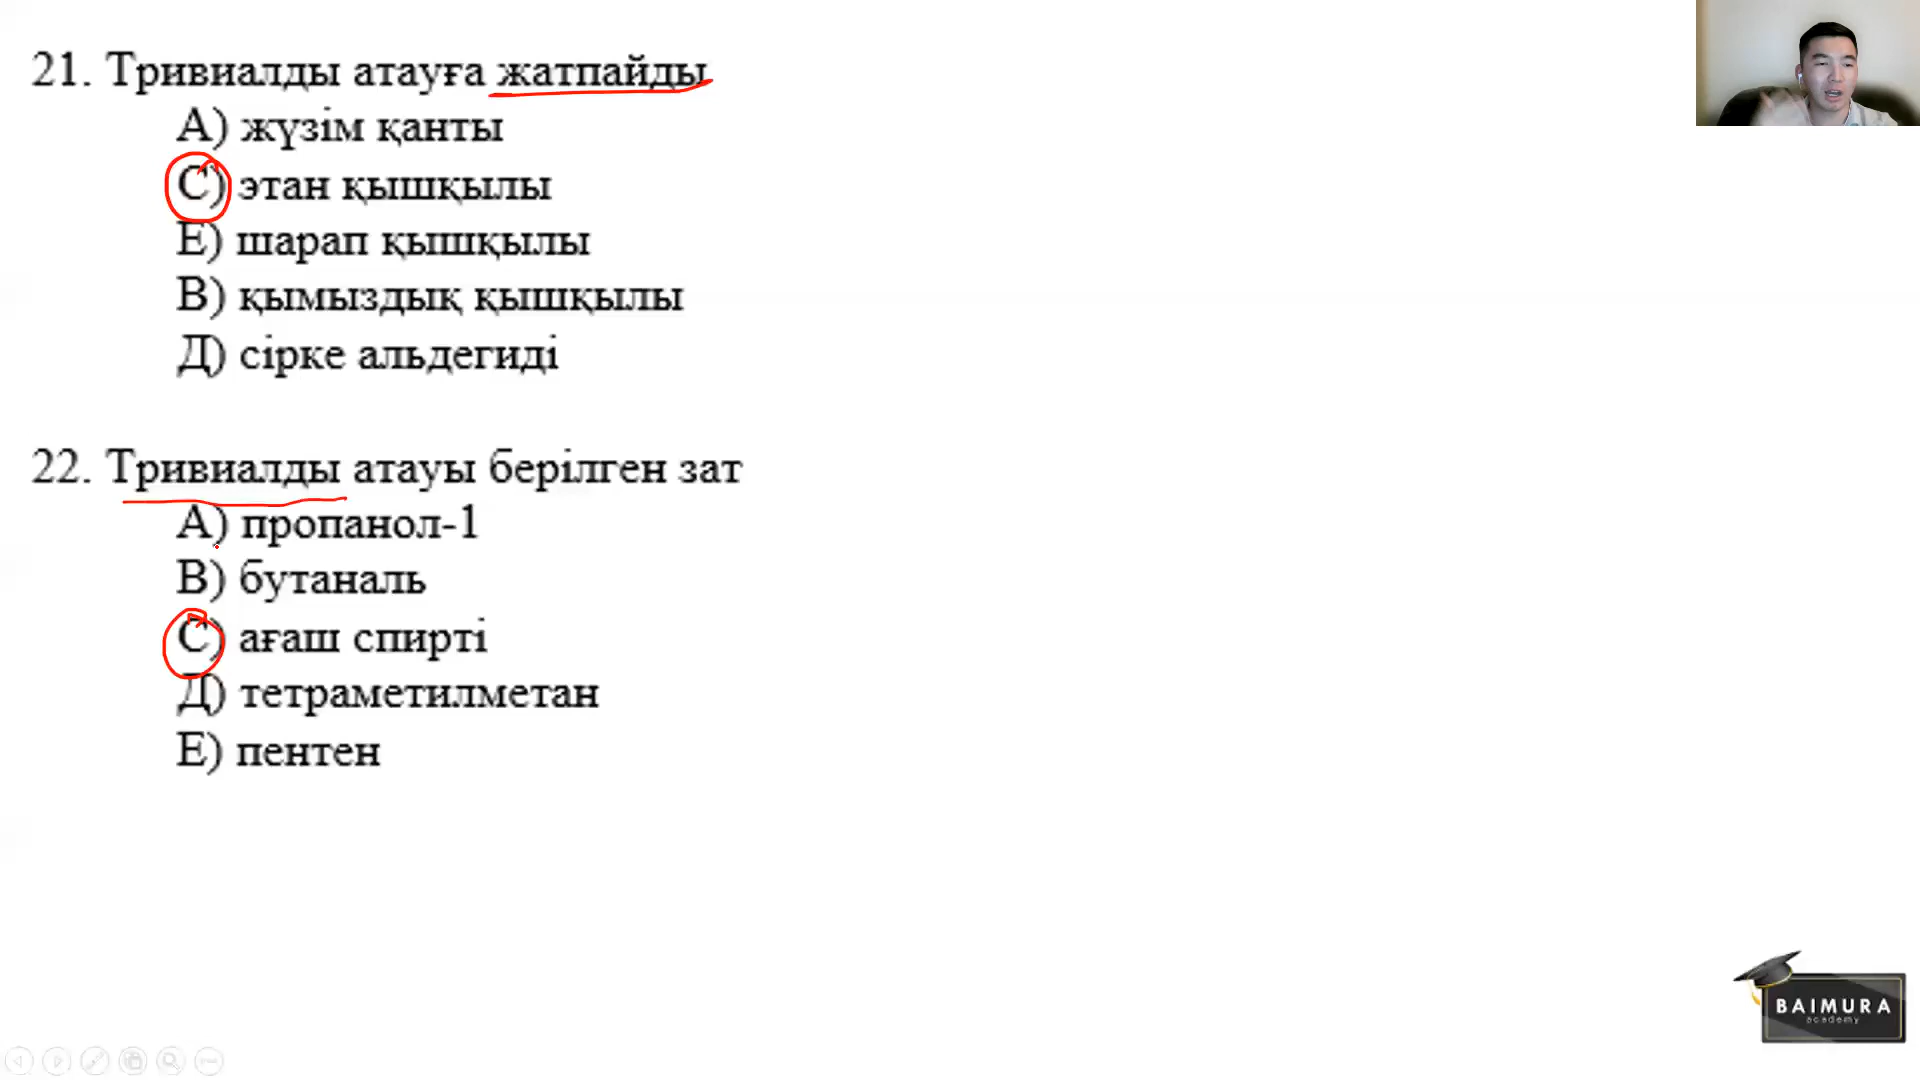 21. Тривиалды атауға жатпайды
А) жүзім қанты
С) этан қышқылы
Е) шарап қышқылы
В) қымыздық қышқылы
Д) сірке альдегиді
22. Тривиалды атауы берілген зат
А) пропанол-1
В) бутаналь
С) ағаш спирті
Д) тетраметилметан
Е) пентен
BAIMURA
academy